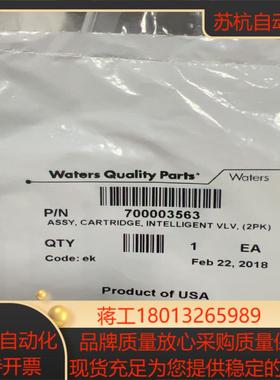 苏杭自动化
Waters Quality Parts®
Waters
P/N 700003563
ASSY, CARTRIDGE, INTELLIGENT VLV, (2PK)
QTY 1 EA
Code: ek Feb 22, 2018
Product of USA
蒋工18013265989
自动化 品牌质量放心采购质量保
开票 现货充足为您提供稳定的